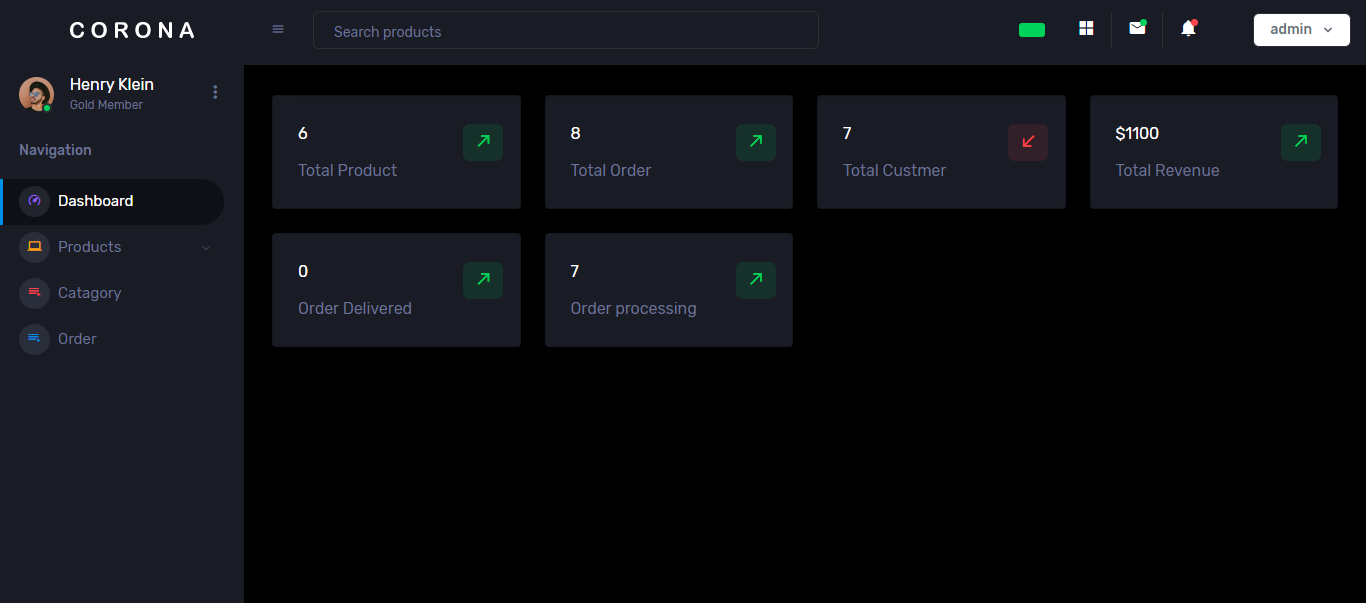 CORONA
Search products
admin
Henry Klein
Gold Member
Navigation
Dashboard
Products
Catagory
Order
6
Total Product
8
Total Order
7
Total Custmer
$1100
Total Revenue
0
Order Delivered
7
Order processing